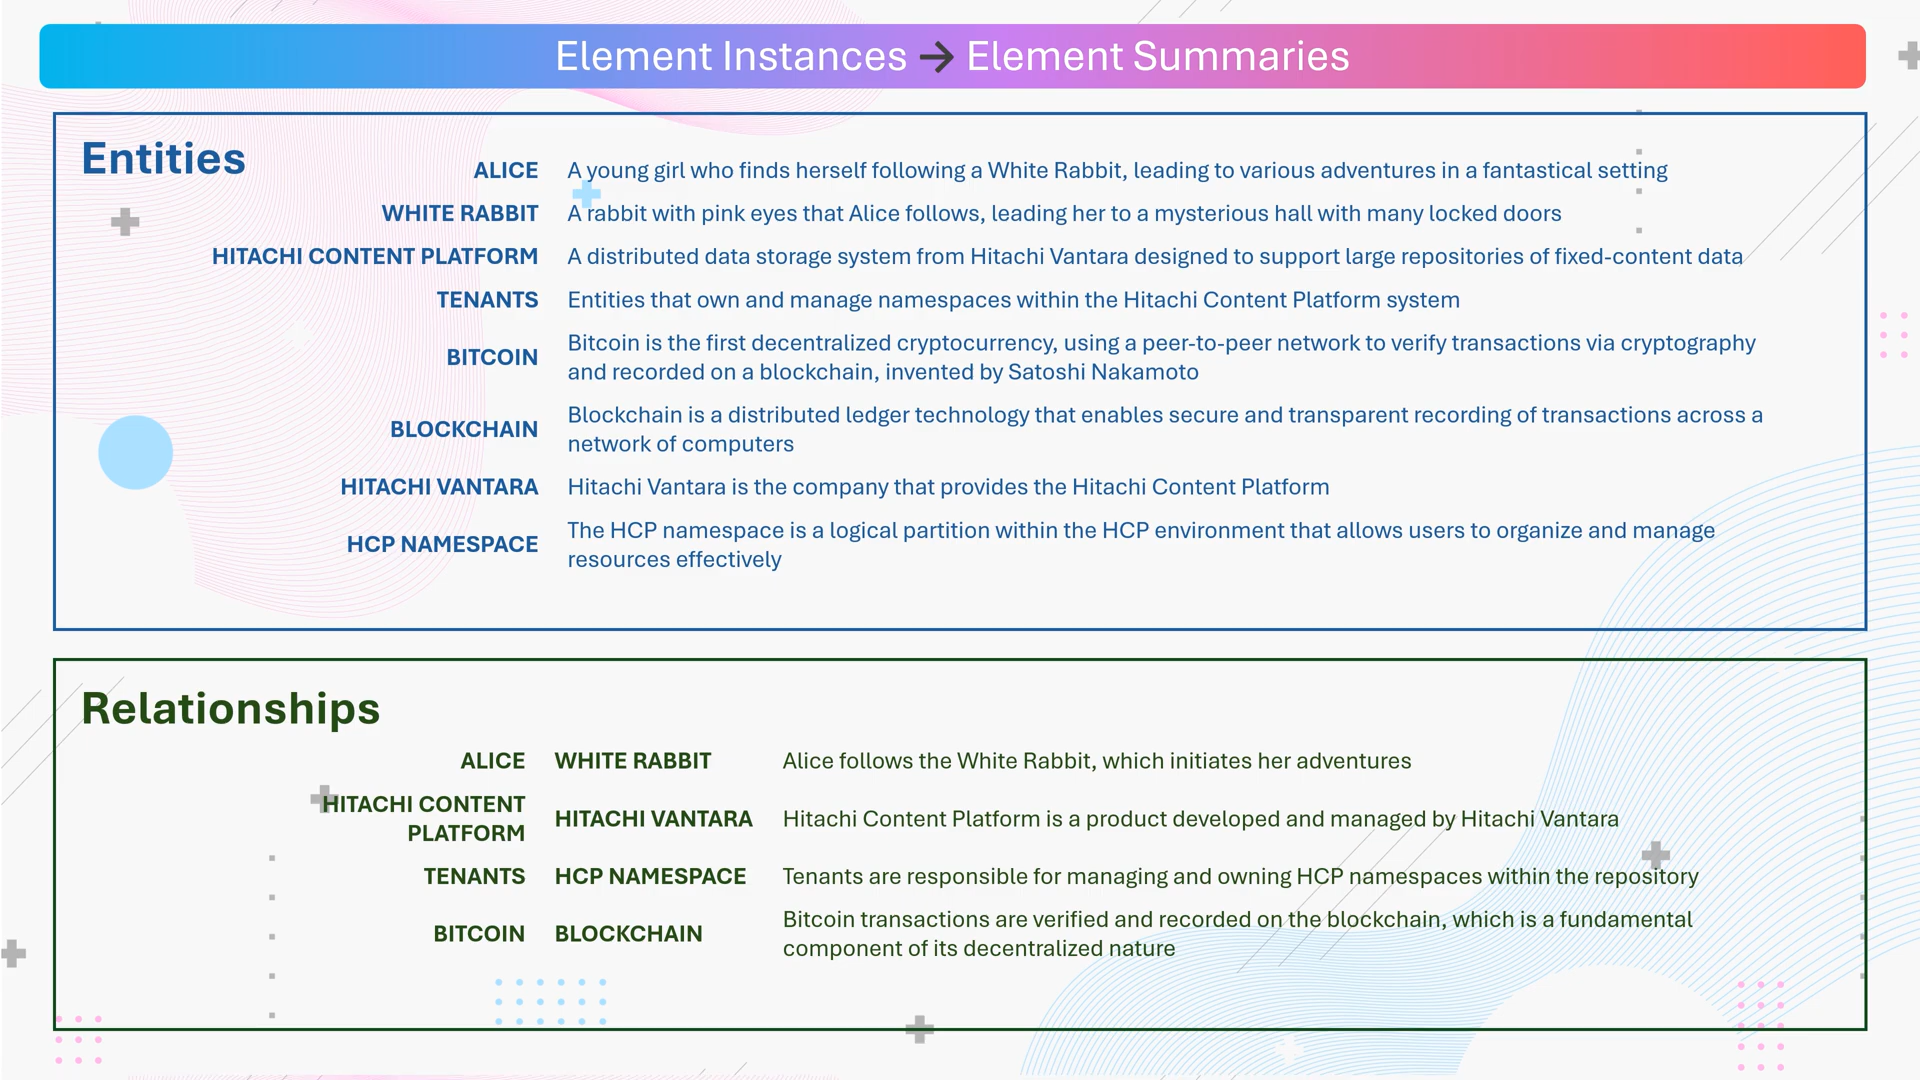 Element Instances → Element Summaries
Entities
ALICE A young girl who finds herself following a White Rabbit, leading to various adventures in a fantastical setting
WHITE RABBIT A rabbit with pink eyes that Alice follows, leading her to a mysterious hall with many locked doors
HITACHI CONTENT PLATFORM A distributed data storage system from Hitachi Vantara designed to support large repositories of fixed-content data
TENANTS Entities that own and manage namespaces within the Hitachi Content Platform system
BITCOIN Bitcoin is the first decentralized cryptocurrency, using a peer-to-peer network to verify transactions via cryptography
and recorded on a blockchain, invented by Satoshi Nakamoto
BLOCKCHAIN Blockchain is a distributed ledger technology that enables secure and transparent recording of transactions across a
network of computers
HITACHI VANTARA Hitachi Vantara is the company that provides the Hitachi Content Platform
HCP NAMESPACE The HCP namespace is a logical partition within the HCP environment that allows users to organize and manage
resources effectively
Relationships
ALICE WHITE RABBIT Alice follows the White Rabbit, which initiates her adventures
HITACHI CONTENT
PLATFORM HITACHI VANTARA Hitachi Content Platform is a product developed and managed by Hitachi Vantara
TENANTS HCP NAMESPACE Tenants are responsible for managing and owning HCP namespaces within the repository
BITCOIN BLOCKCHAIN Bitcoin transactions are verified and recorded on the blockchain, which is a fundamental
component of its decentralized nature